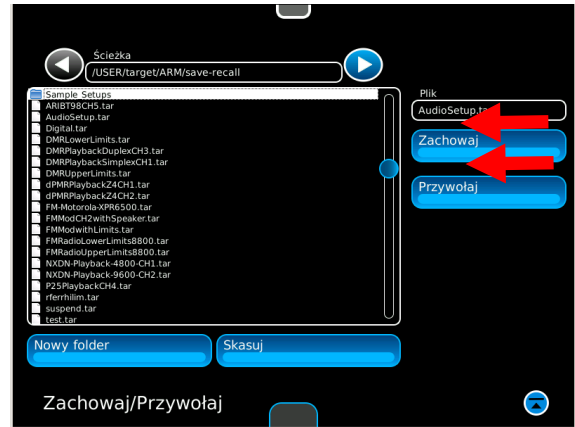 Ścieżka
/USER/target/ARM/save-recall
Sample Setups
ARIBT98CH5.tar
AudioSetup.tar
Digital.tar
DMRLowerLimits.tar
DMRPlaybackDuplexCH3.tar
DMRPlaybackSimplexCH1.tar
DMRUpperLimits.tar
dPMRPlaybackZ4CH1.tar
dPMRPlaybackZ4CH2.tar
FM-Motorola-XPR6500.tar
FMModCH2withSpeaker.tar
FMModwithLimits.tar
FMRadioLowerLimits8800.tar
FMRadioUpperLimits8800.tar
NXDN-Playback-4800-CH1.tar
NXDN-Playback-9600-CH2.tar
P25PlaybackCH4.tar
rferrhilim.tar
suspend.tar
test.tar
Plik
AudioSetup.tar
Zachowaj
Przywołaj
Nowy folder
Skasuj
Zachowaj/Przywołaj